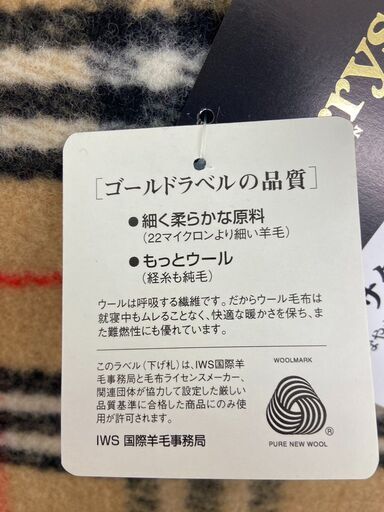 rrys
[ゴールドラベルの品質]
●細く柔らかな原料
(22マイクロンより細い羊毛)
●もっとウール
(経糸も純毛)
ウールは呼吸する繊維です。だからウール毛布は
就寝中もムレることなく、快適な暖かさを保ち、ま
た難燃性にも優れています。
このラベル(下げ札)は、IWS国際羊
毛事務局と毛布ライセンスメーカー、
関連団体が協力して設定した厳しい
品質基準に合格した商品にのみ使
用が許可されます。
IWS 国際羊毛事務局
WOOLMARK
®
PURE NEW WOOL